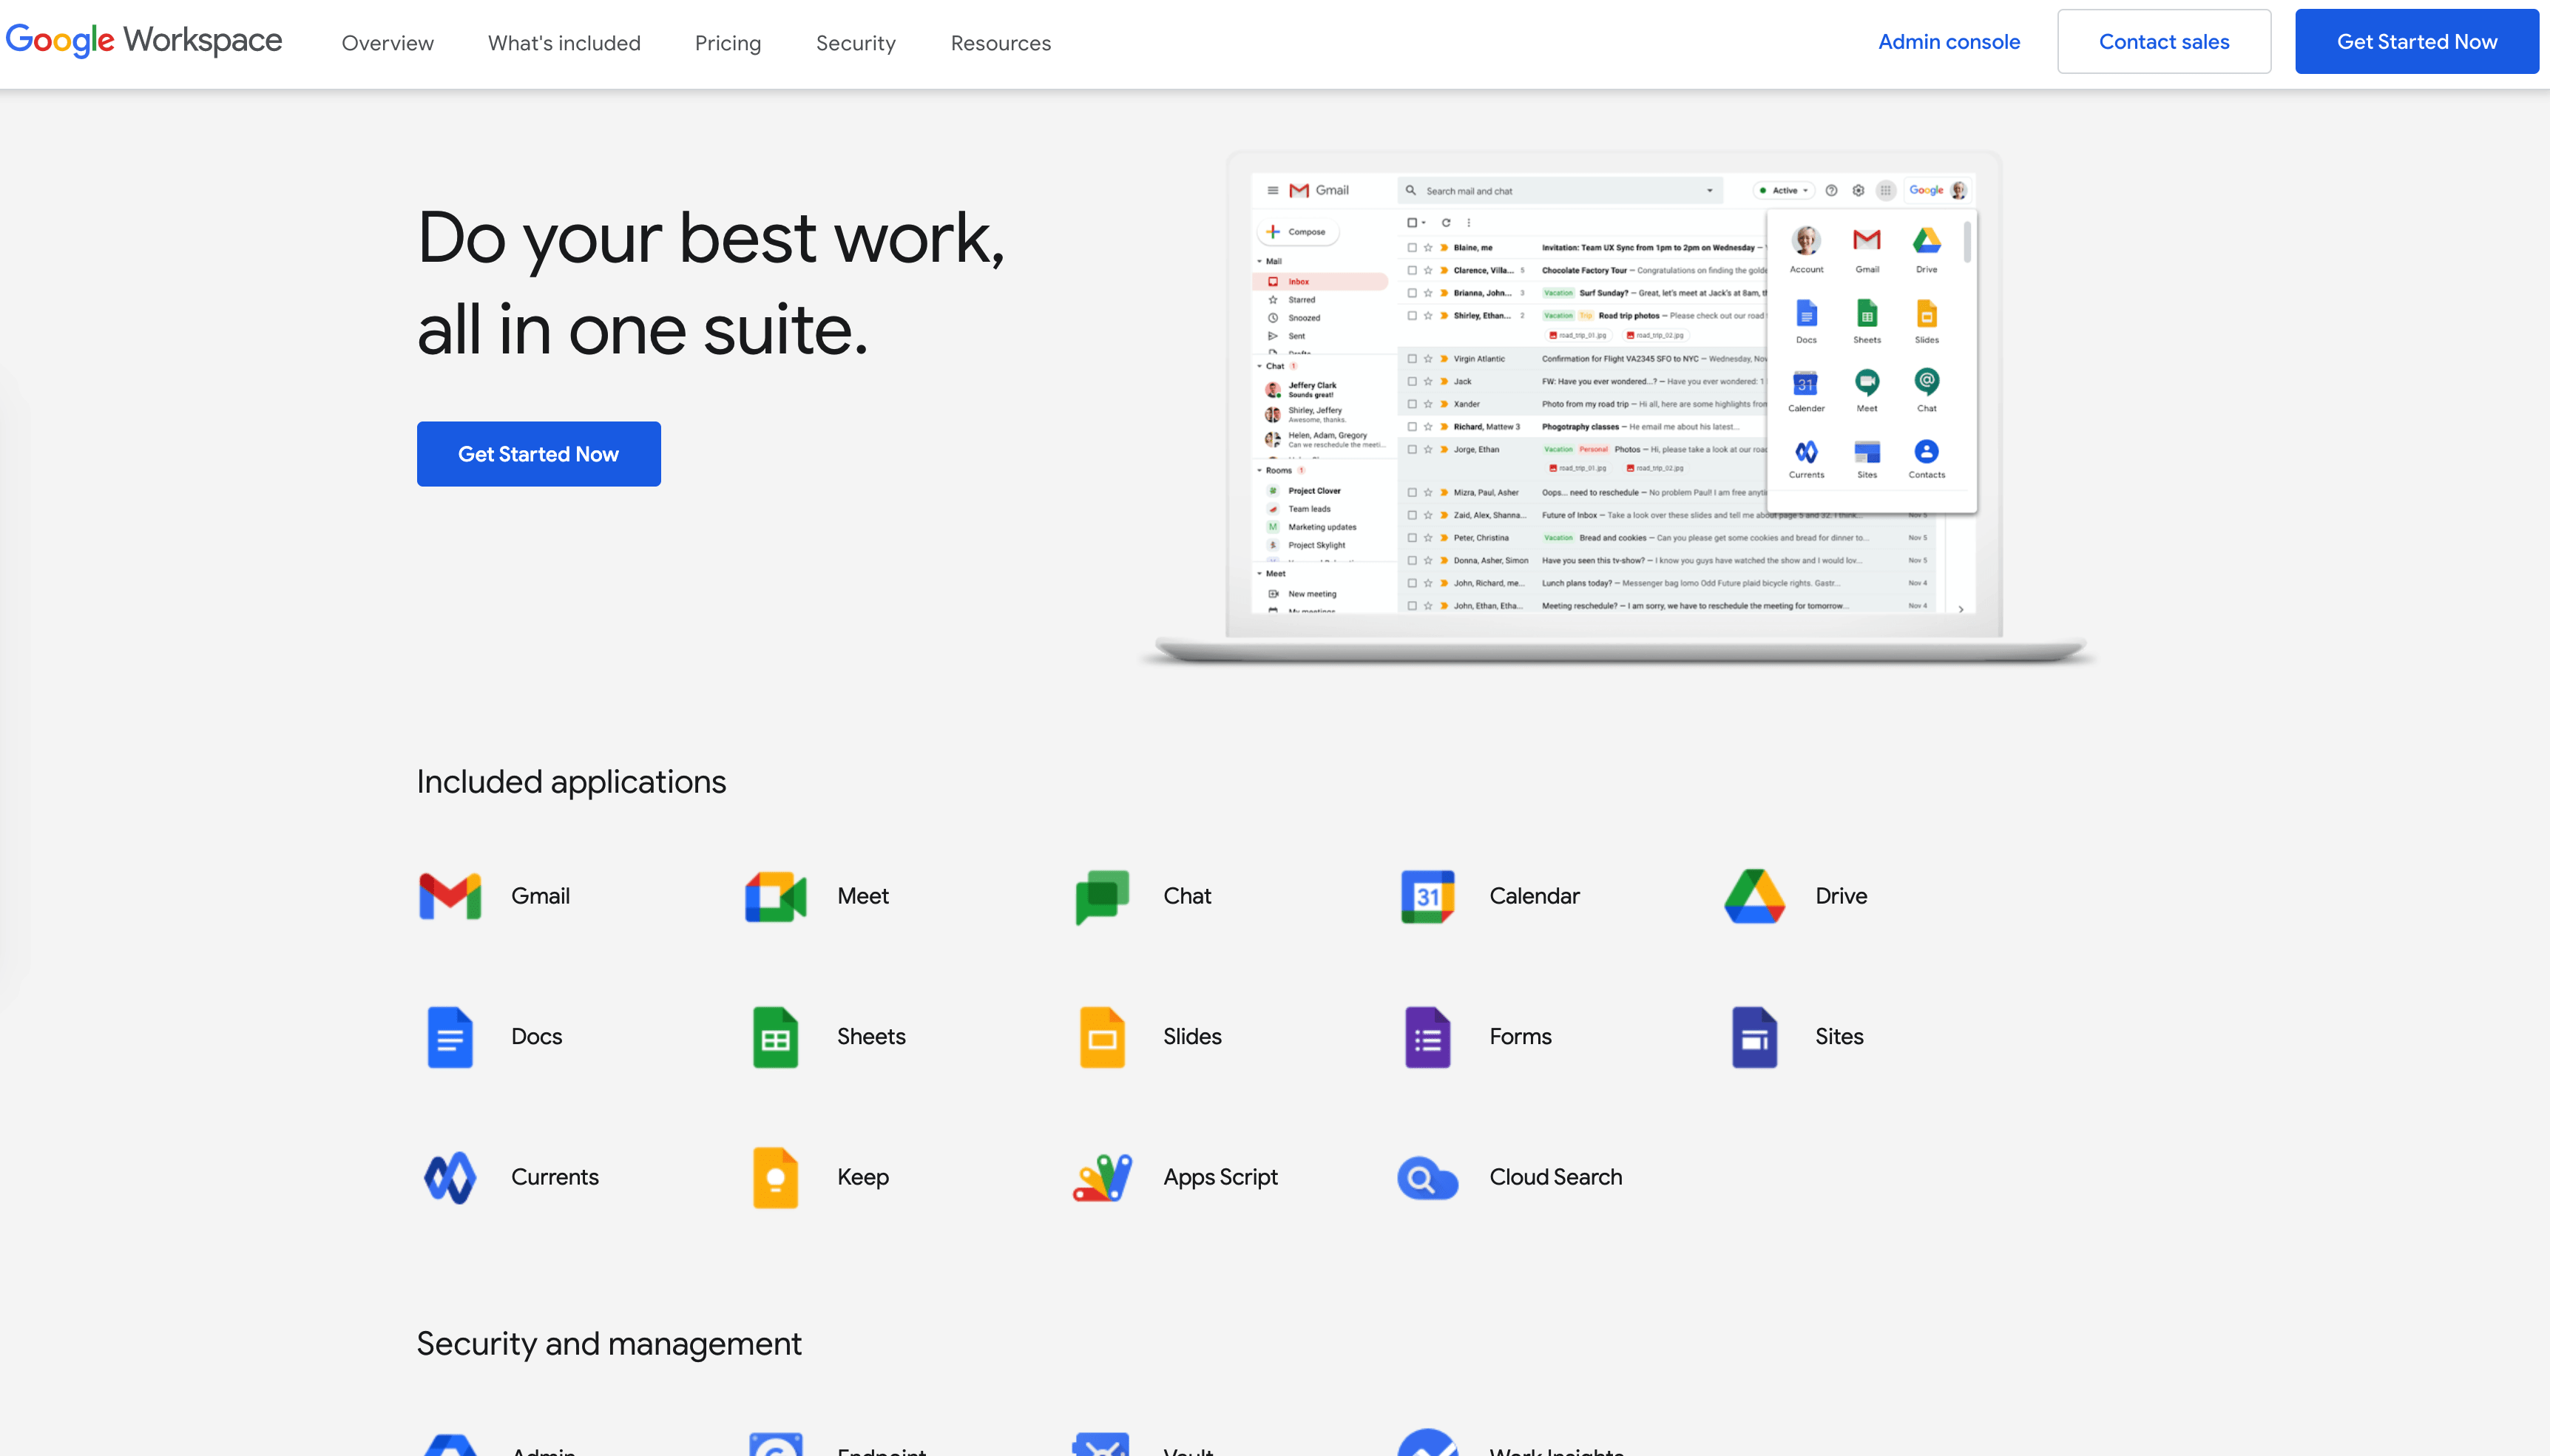 Google Workspace
Overview
What's included
Pricing
Security
Resources
Admin console
Contact sales
Get Started Now
Do your best work,
all in one suite.
Get Started Now
Gmail
Search mail and chat
Active
Google
Compose
Mail
Inbox
Starred
Snoozed
Sent
Drafts
Chat 1
Jeffery Clark
Sounds great!
Shirley, Jeffery
Awesome, thanks.
Helen, Adam, Gregory
Can we reschedule the meeti...
Rooms 1
Project Clover
Team leads
M Marketing updates
Project Skylight
Meet
New meeting
My meetings
Blaine, me Invitation: Team UX Sync from 1pm to 2pm on Wednesday –
Clarence, Villa... 5 Chocolate Factory Tour – Congratulations on finding the golde
Brianna, John... 3 Vacation Surf Sunday? – Great, let's meet at Jack's at 8am, th
Shirley, Ethan... 2 Vacation Trip Road trip photos – Please check out our road
road_trip_01.jpg road_trip_02.jpg
Virgin Atlantic Confirmation for Flight VA2345 SFO to NYC – Wednesday, Nov
Jack FW: Have you ever wondered...? – Have you ever wondered: 1
Xander Photo from my road trip – Hi all, here are some highlights from
Richard, Mattew 3 Phogotraphy classes – He email me about his latest...
Jorge, Ethan Vacation Personal Photos – Hi, please take a look at our road
road_trip_01.jpg road_trip_02.jpg
Mizra, Paul, Asher Oops... need to reschedule – No problem Paul! I am free anyti
Zaid, Alex, Shanna... Future of Inbox – Take a look over these slides and tell me about page 5 and 32. I think... Nov 5
Peter, Christina Vacation Bread and cookies – Can you please get some cookies and bread for dinner to... Nov 5
Donna, Asher, Simon Have you seen this tv-show? – I know you guys have watched the show and I would lov... Nov 5
John, Richard, me... Lunch plans today? – Messenger bag lomo Odd Future plaid bicycle rights. Gastr... Nov 4
John, Ethan, Etha... Meeting reschedule? – I am sorry, we have to reschedule the meeting for tomorrow... Nov 4
Account
Gmail
Drive
Docs
Sheets
Slides
31
Calender
Meet
Chat
Currents
Sites
Contacts
Included applications
Gmail
Meet
Chat
31
Calendar
Drive
Docs
Sheets
Slides
Forms
Sites
Currents
Keep
Apps Script
Cloud Search
Security and management
Admin
Endpoint
Vault
Work Insights